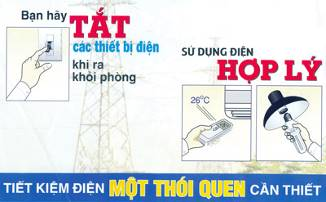 Bạn hãy TẮT
các thiết bị điện
khi ra
khỏi phòng
SỬ DỤNG ĐIỆN
HỢP LÝ
26°C
TIẾT KIỆM ĐIỆN MỘT THÓI QUEN CẦN THIẾT